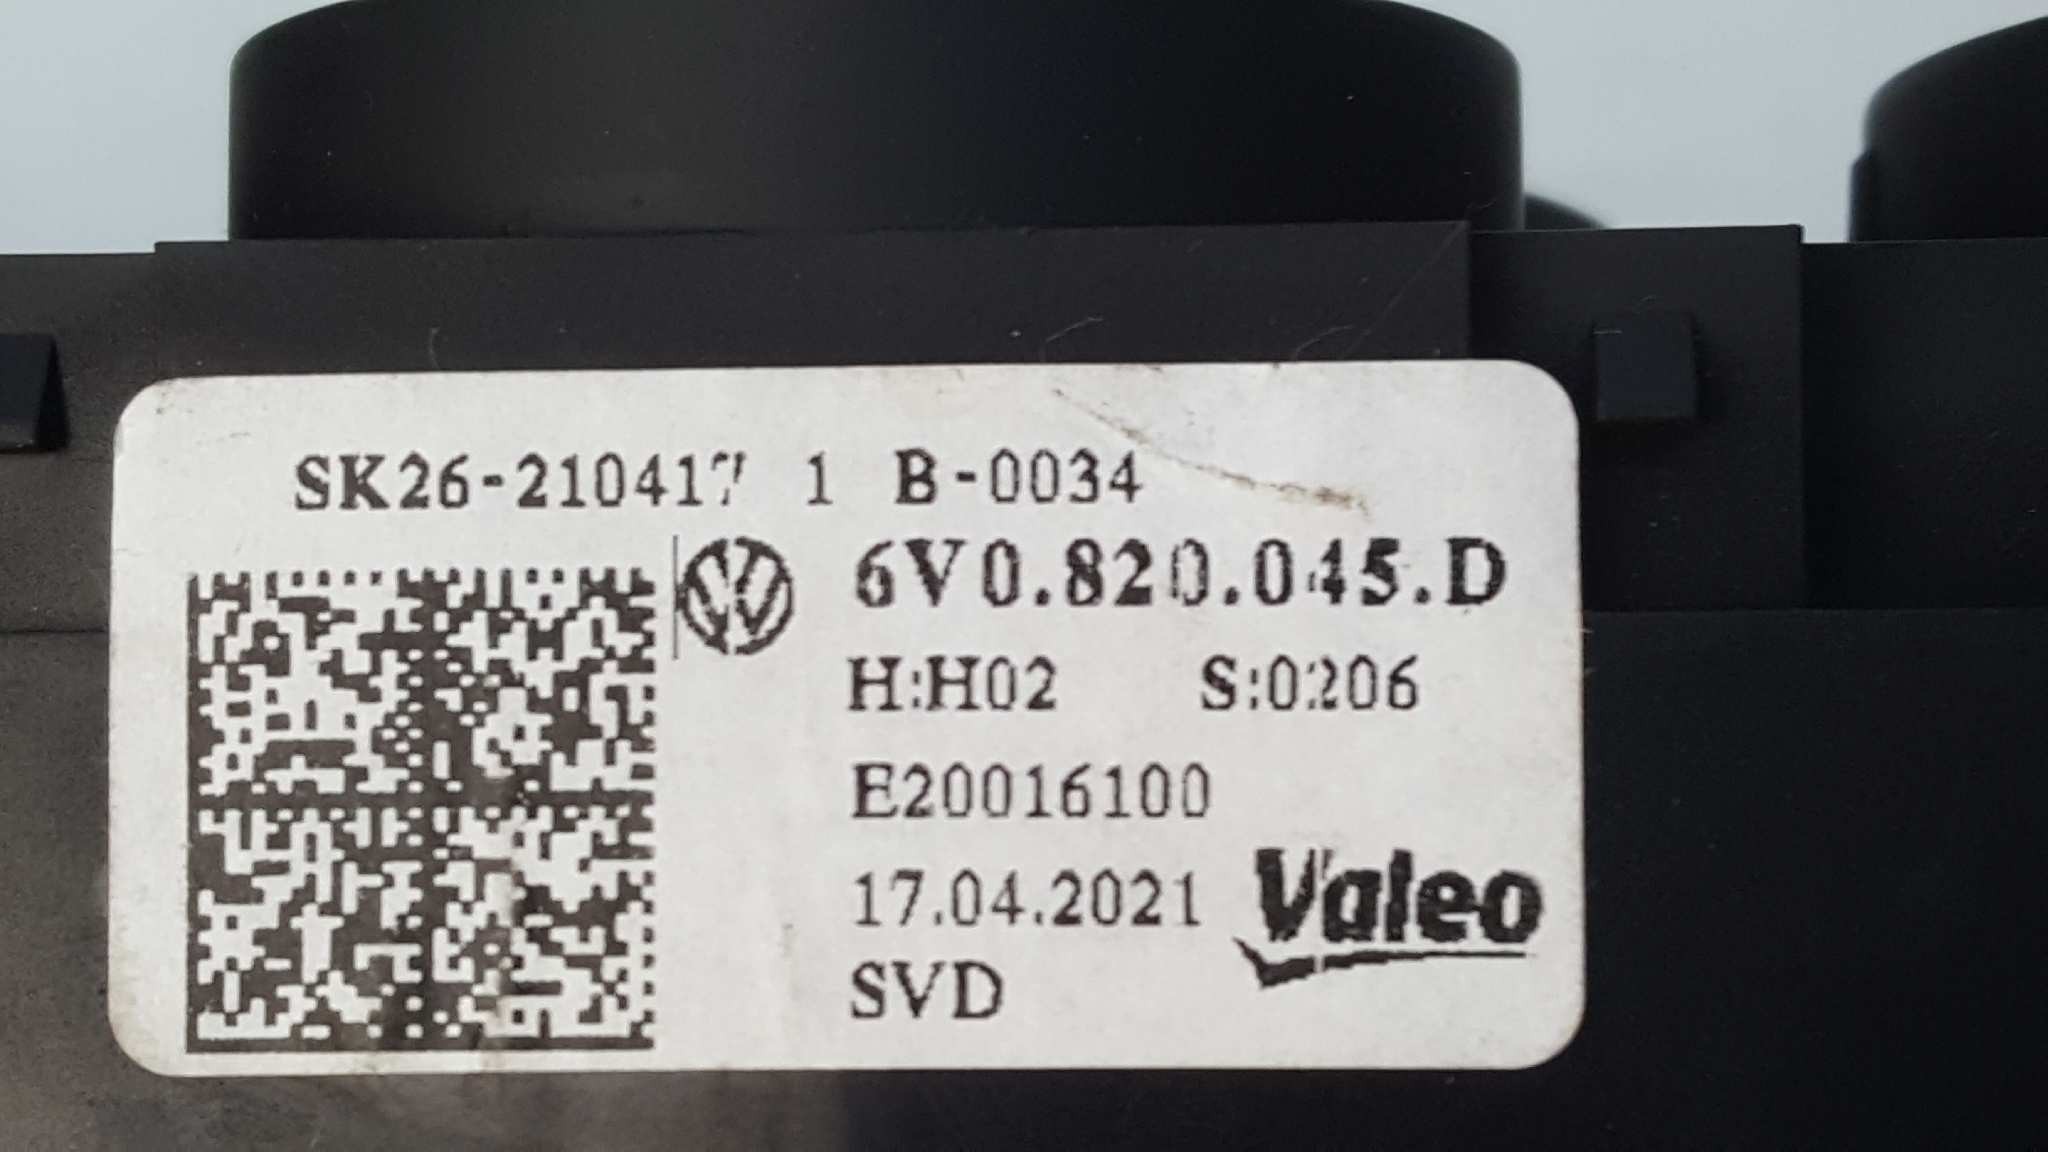 SK26-210417 1 B-0034
6V0.820.045.D
H:H02 S:0206
E20016100
17.04.2021
Valeo
SVD